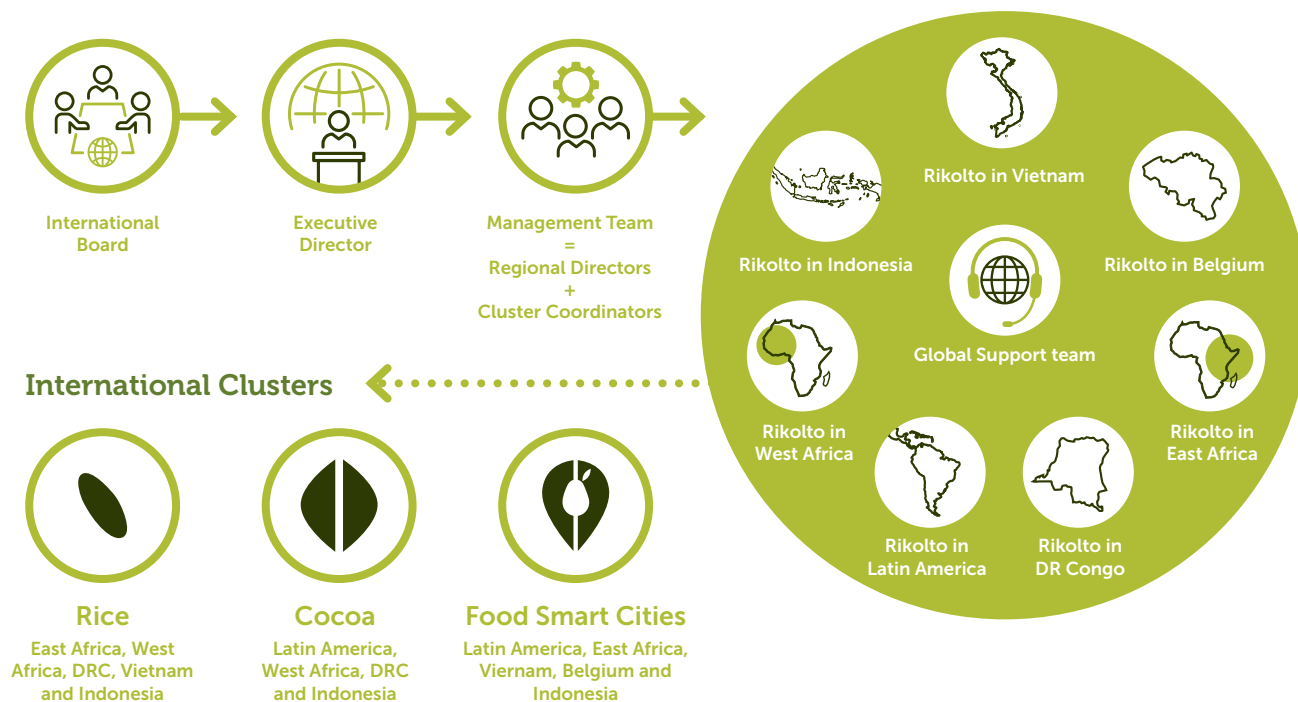 International
Board
Executive
Director
Management Team
=
Regional Directors
+
Cluster Coordinators
Rikolto in Vietnam
Rikolto in Indonesia
Rikolto in Belgium
Global Support team
Rikolto in
West Africa
Rikolto in
East Africa
Rikolto in
Latin America
Rikolto in
DR Congo
International Clusters
Rice
East Africa, West
Africa, DRC, Vietnam
and Indonesia
Cocoa
Latin America,
West Africa, DRC
and Indonesia
Food Smart Cities
Latin America, East Africa,
Viernam, Belgium and
Indonesia